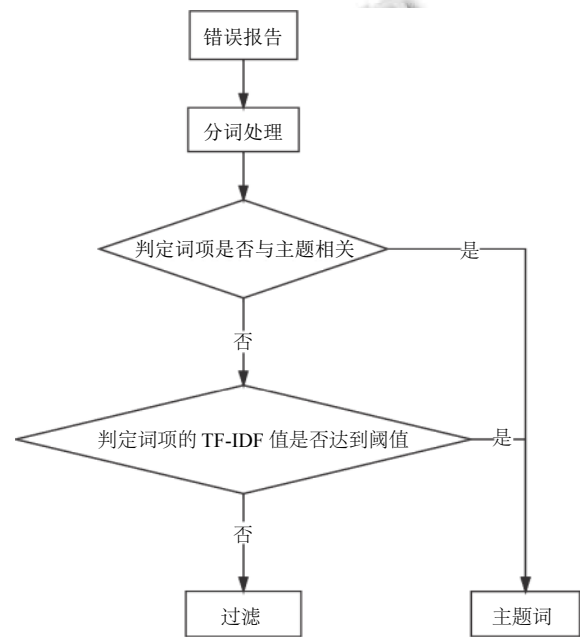 错误报告
分词处理
判定词项是否与主题相关
是
否
判定词项的 TF-IDF 值是否达到阈值
是
否
过滤
主题词